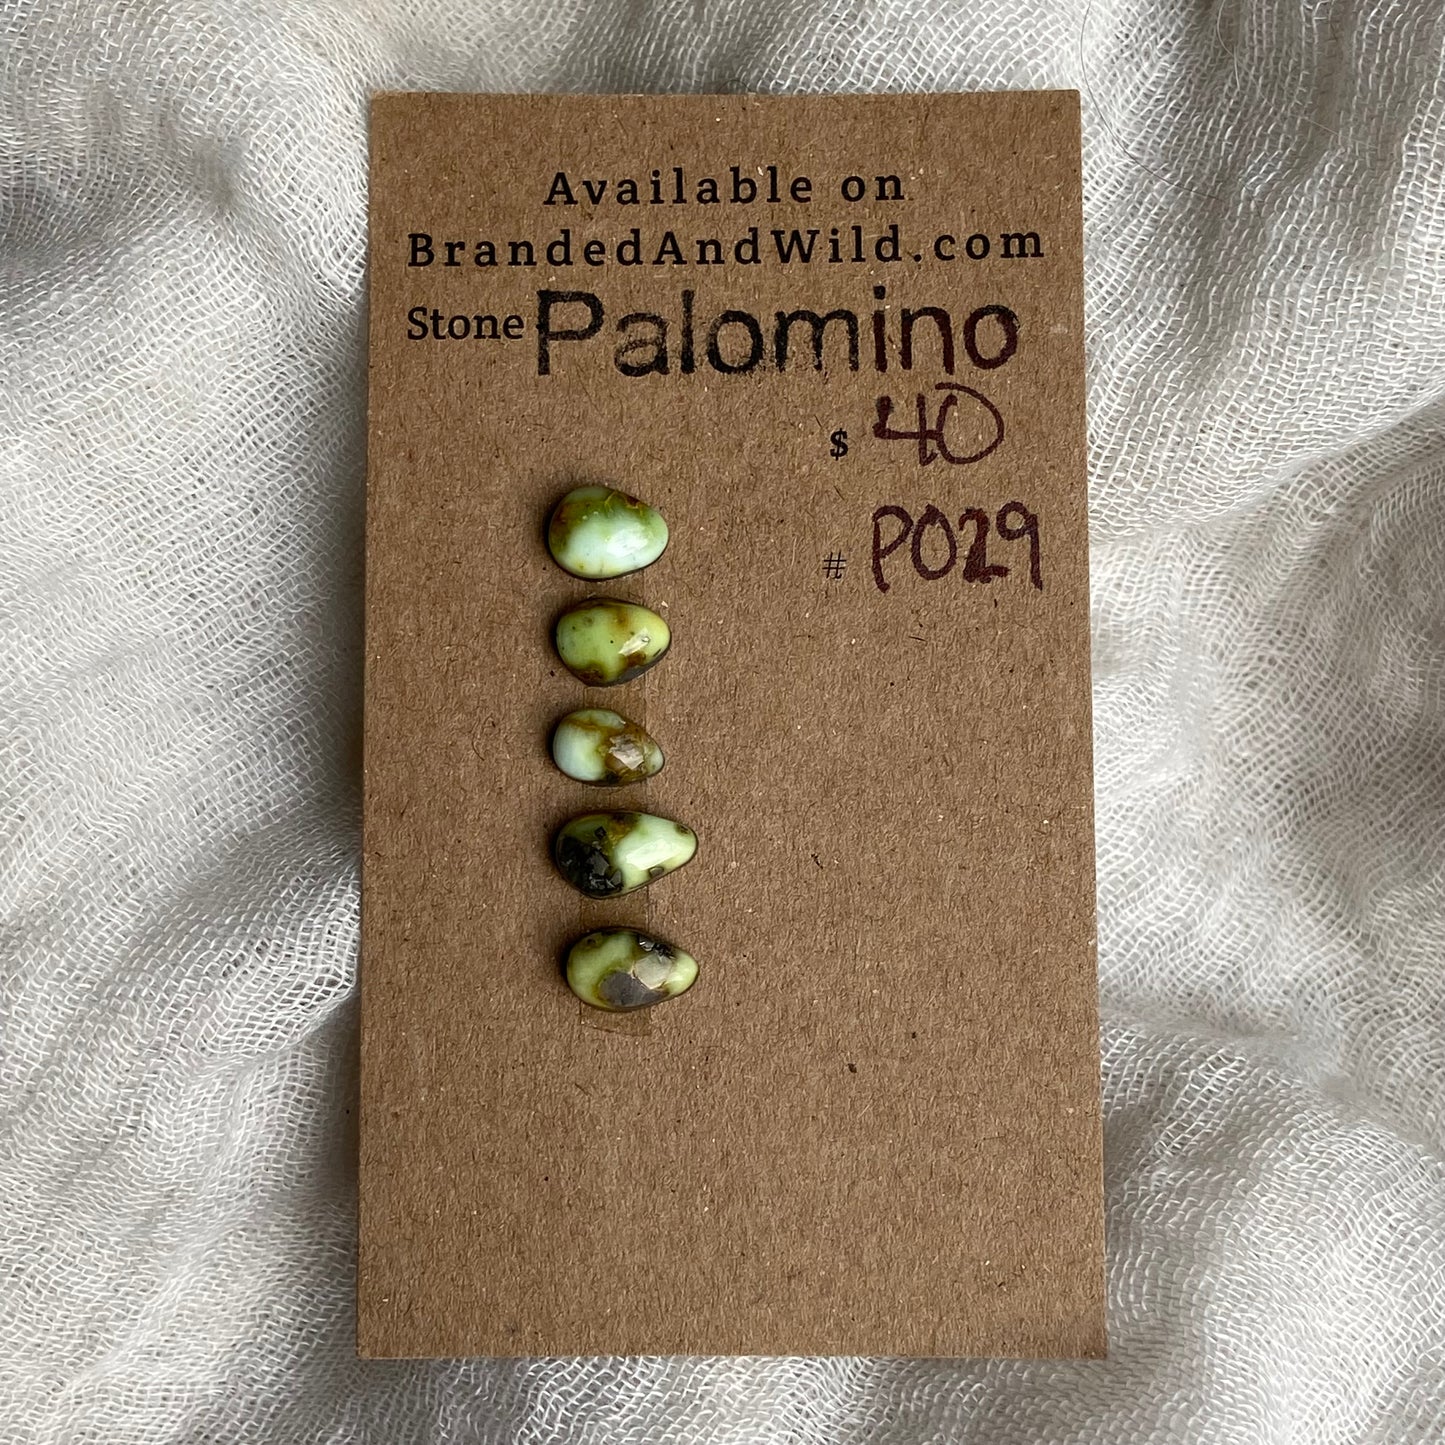 Available on
BrandedAndWild.com
Stone Palomino
$ 40
# P029